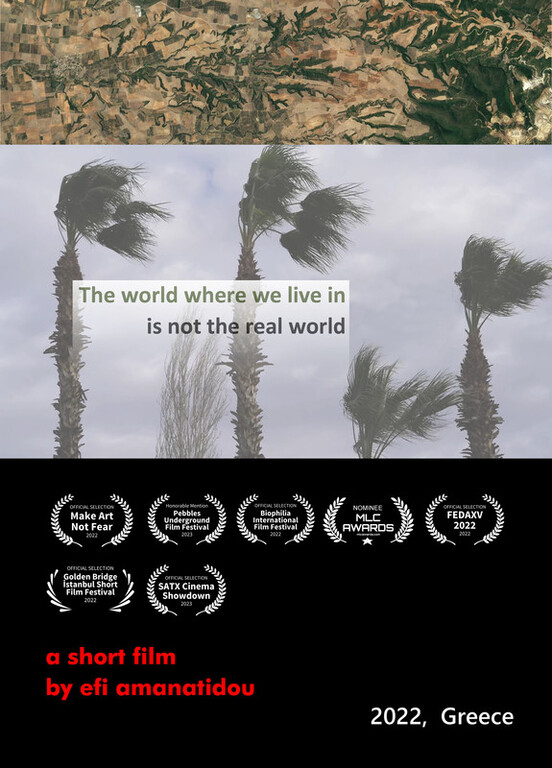 The world where we live in
is not the real world
OFFICIAL SELECTION
Make Art
Not Fear
2022
Honorable Mention
Pebbles
Underground
Film Festival
2023
OFFICIAL SELECTION
Biophilia
International
Film Festival
2022
NOMINEE
MLC
AWARDS
OFFICIAL SELECTION
FEDAXV
2022
2022
OFFICIAL SELECTION
Golden Bridge
Istanbul Short
Film Festival
2022
OFFICIAL SELECTION
SATX Cinema
Showdown
2023
a short film
by efi amanatidou
2022, Greece